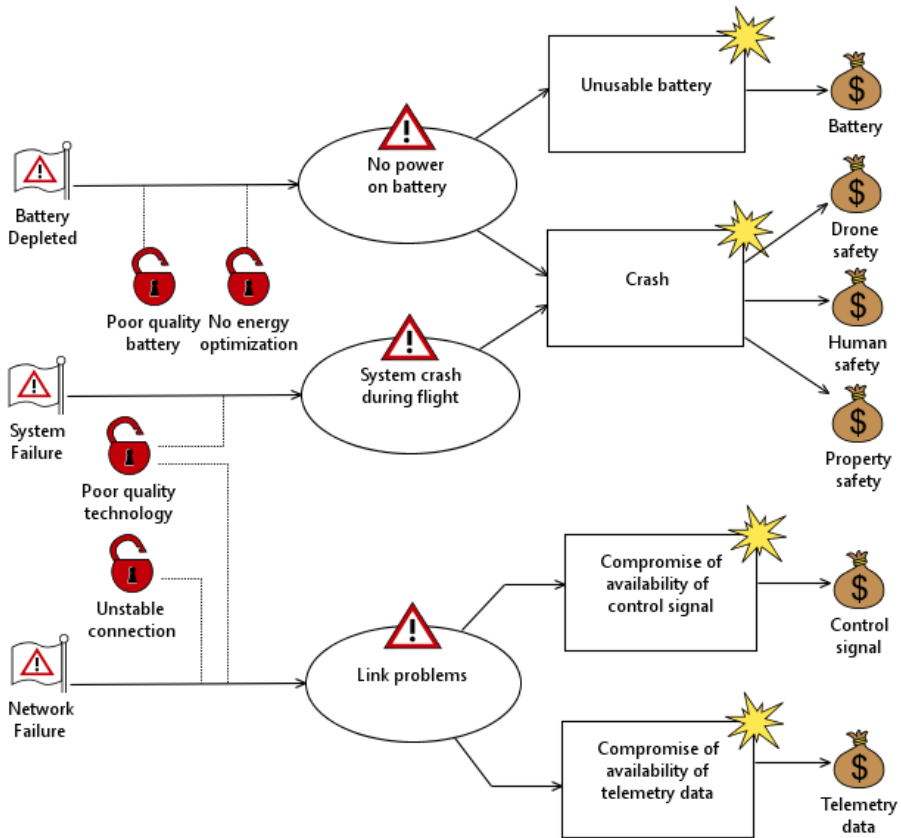 Unusable battery
$
Battery
No power
on battery
Battery
Depleted
$
Drone
safety
Poor quality
battery
No energy
optimization
Crash
$
Human
safety
System crash
during flight
System
Failure
$
Property
safety
Poor quality
technology
Compromise of
availability of
control signal
$
Control
signal
Unstable
connection
Link problems
Network
Failure
Compromise of
availability of
telemetry data
$
Telemetry
data
!
!
!
!
!
!